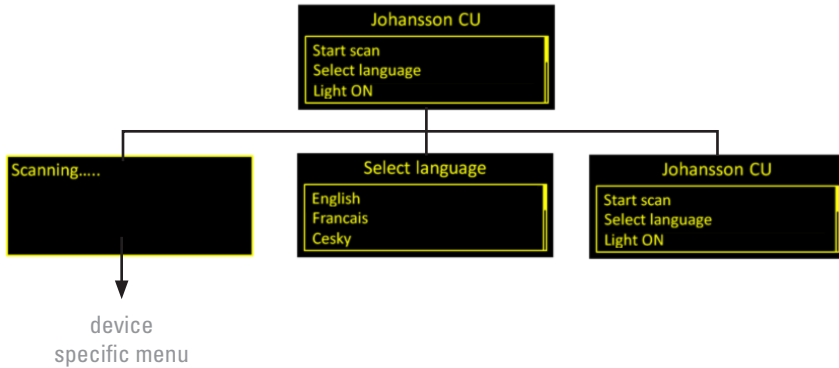 Johansson CU
Start scan
Select language
Light ON
Scanning.....
Select language
English
Francais
Cesky
Johansson CU
Start scan
Select language
Light ON
device
specific menu